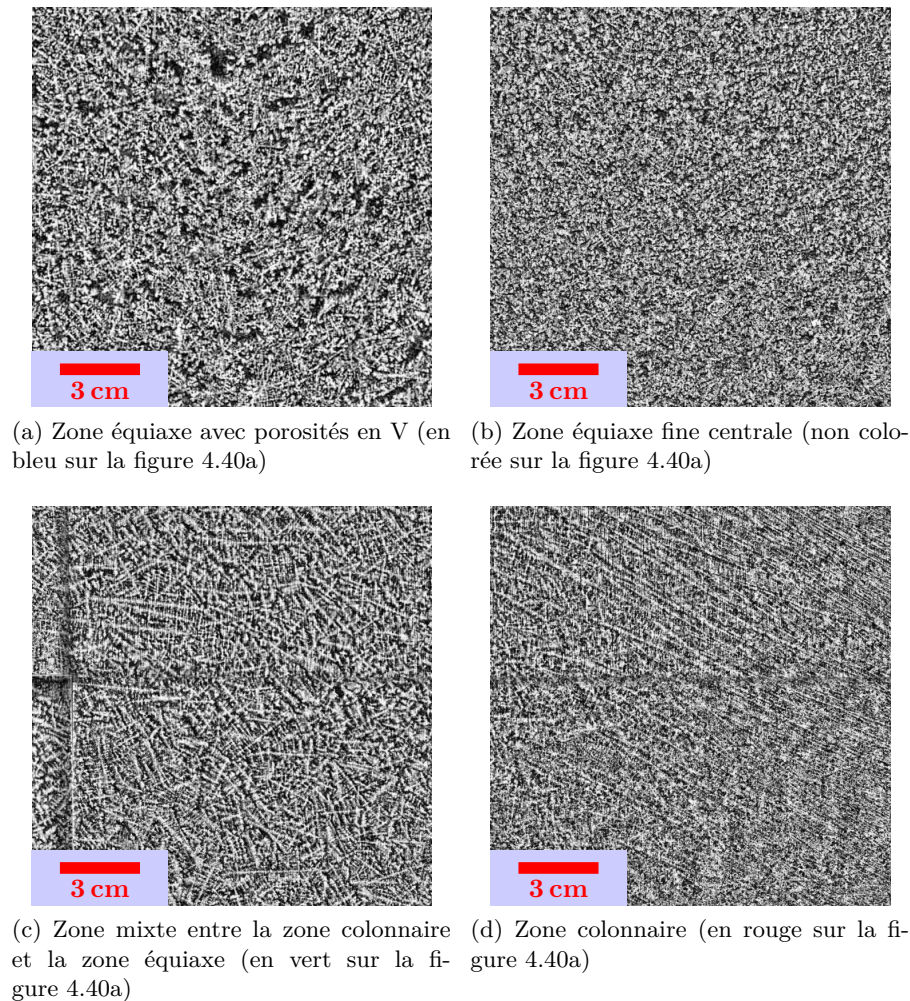 3 cm
3 cm
(a) Zone équiaxe avec porosités en V (en
bleu sur la figure 4.40a)
(b) Zone équiaxe fine centrale (non colo-
rée sur la figure 4.40a)
3 cm
3 cm
(c) Zone mixte entre la zone colonnaire
et la zone équiaxe (en vert sur la fi-
gure 4.40a)
(d) Zone colonnaire (en rouge sur la fi-
gure 4.40a)